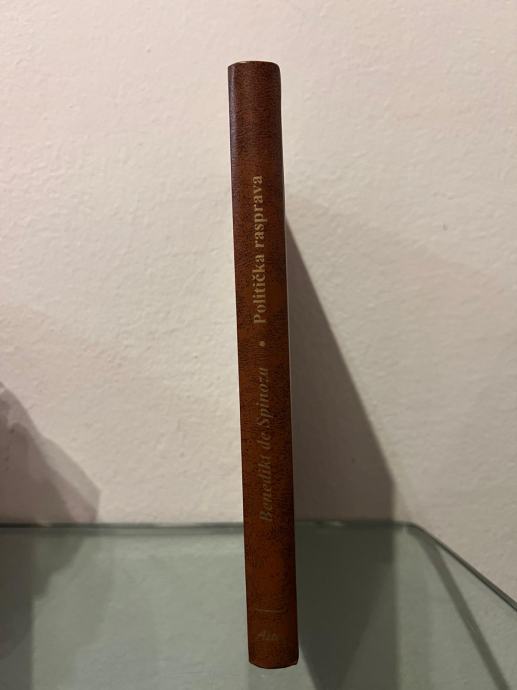 Benedikt de Spinoza • Politička rasprava